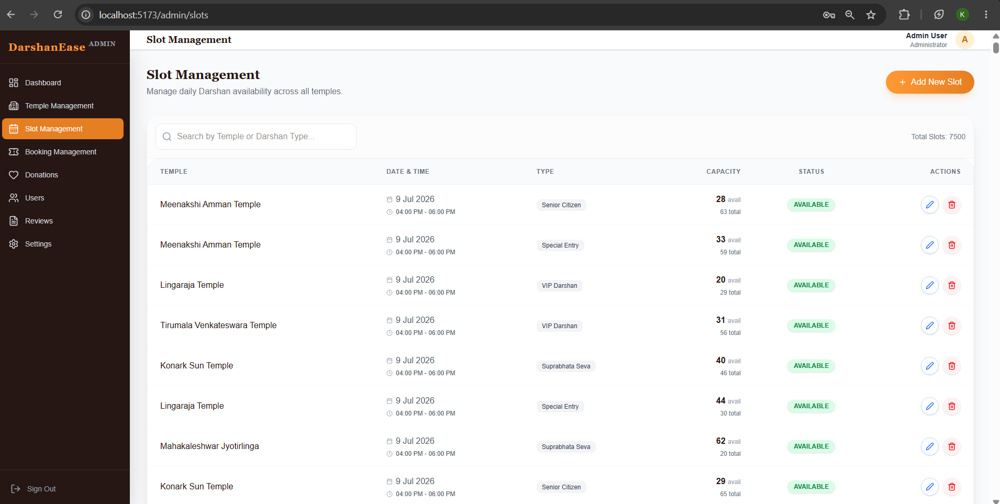 localhost:5173/admin/slots
K
DarshanEase ADMIN
Dashboard
Temple Management
Slot Management
Booking Management
Donations
Users
Reviews
Settings
Sign Out
Slot Management
Admin User
Administrator
A
Slot Management
Manage daily Darshan availability across all temples.
+ Add New Slot
Search by Temple or Darshan Type...
Total Slots: 7500
TEMPLE DATE & TIME TYPE CAPACITY STATUS ACTIONS
Meenakshi Amman Temple 9 Jul 2026 Senior Citizen 28 avail AVAILABLE
04:00 PM - 06:00 PM 63 total
Meenakshi Amman Temple 9 Jul 2026 Special Entry 33 avail AVAILABLE
04:00 PM - 06:00 PM 59 total
Lingaraja Temple 9 Jul 2026 VIP Darshan 20 avail AVAILABLE
04:00 PM - 06:00 PM 29 total
Tirumala Venkateswara Temple 9 Jul 2026 VIP Darshan 31 avail AVAILABLE
04:00 PM - 06:00 PM 56 total
Konark Sun Temple 9 Jul 2026 Suprabhata Seva 40 avail AVAILABLE
04:00 PM - 06:00 PM 46 total
Lingaraja Temple 9 Jul 2026 Special Entry 44 avail AVAILABLE
04:00 PM - 06:00 PM 30 total
Mahakaleshwar Jyotirlinga 9 Jul 2026 Suprabhata Seva 62 avail AVAILABLE
04:00 PM - 06:00 PM 20 total
Konark Sun Temple 9 Jul 2026 Senior Citizen 29 avail AVAILABLE
04:00 PM - 06:00 PM 65 total